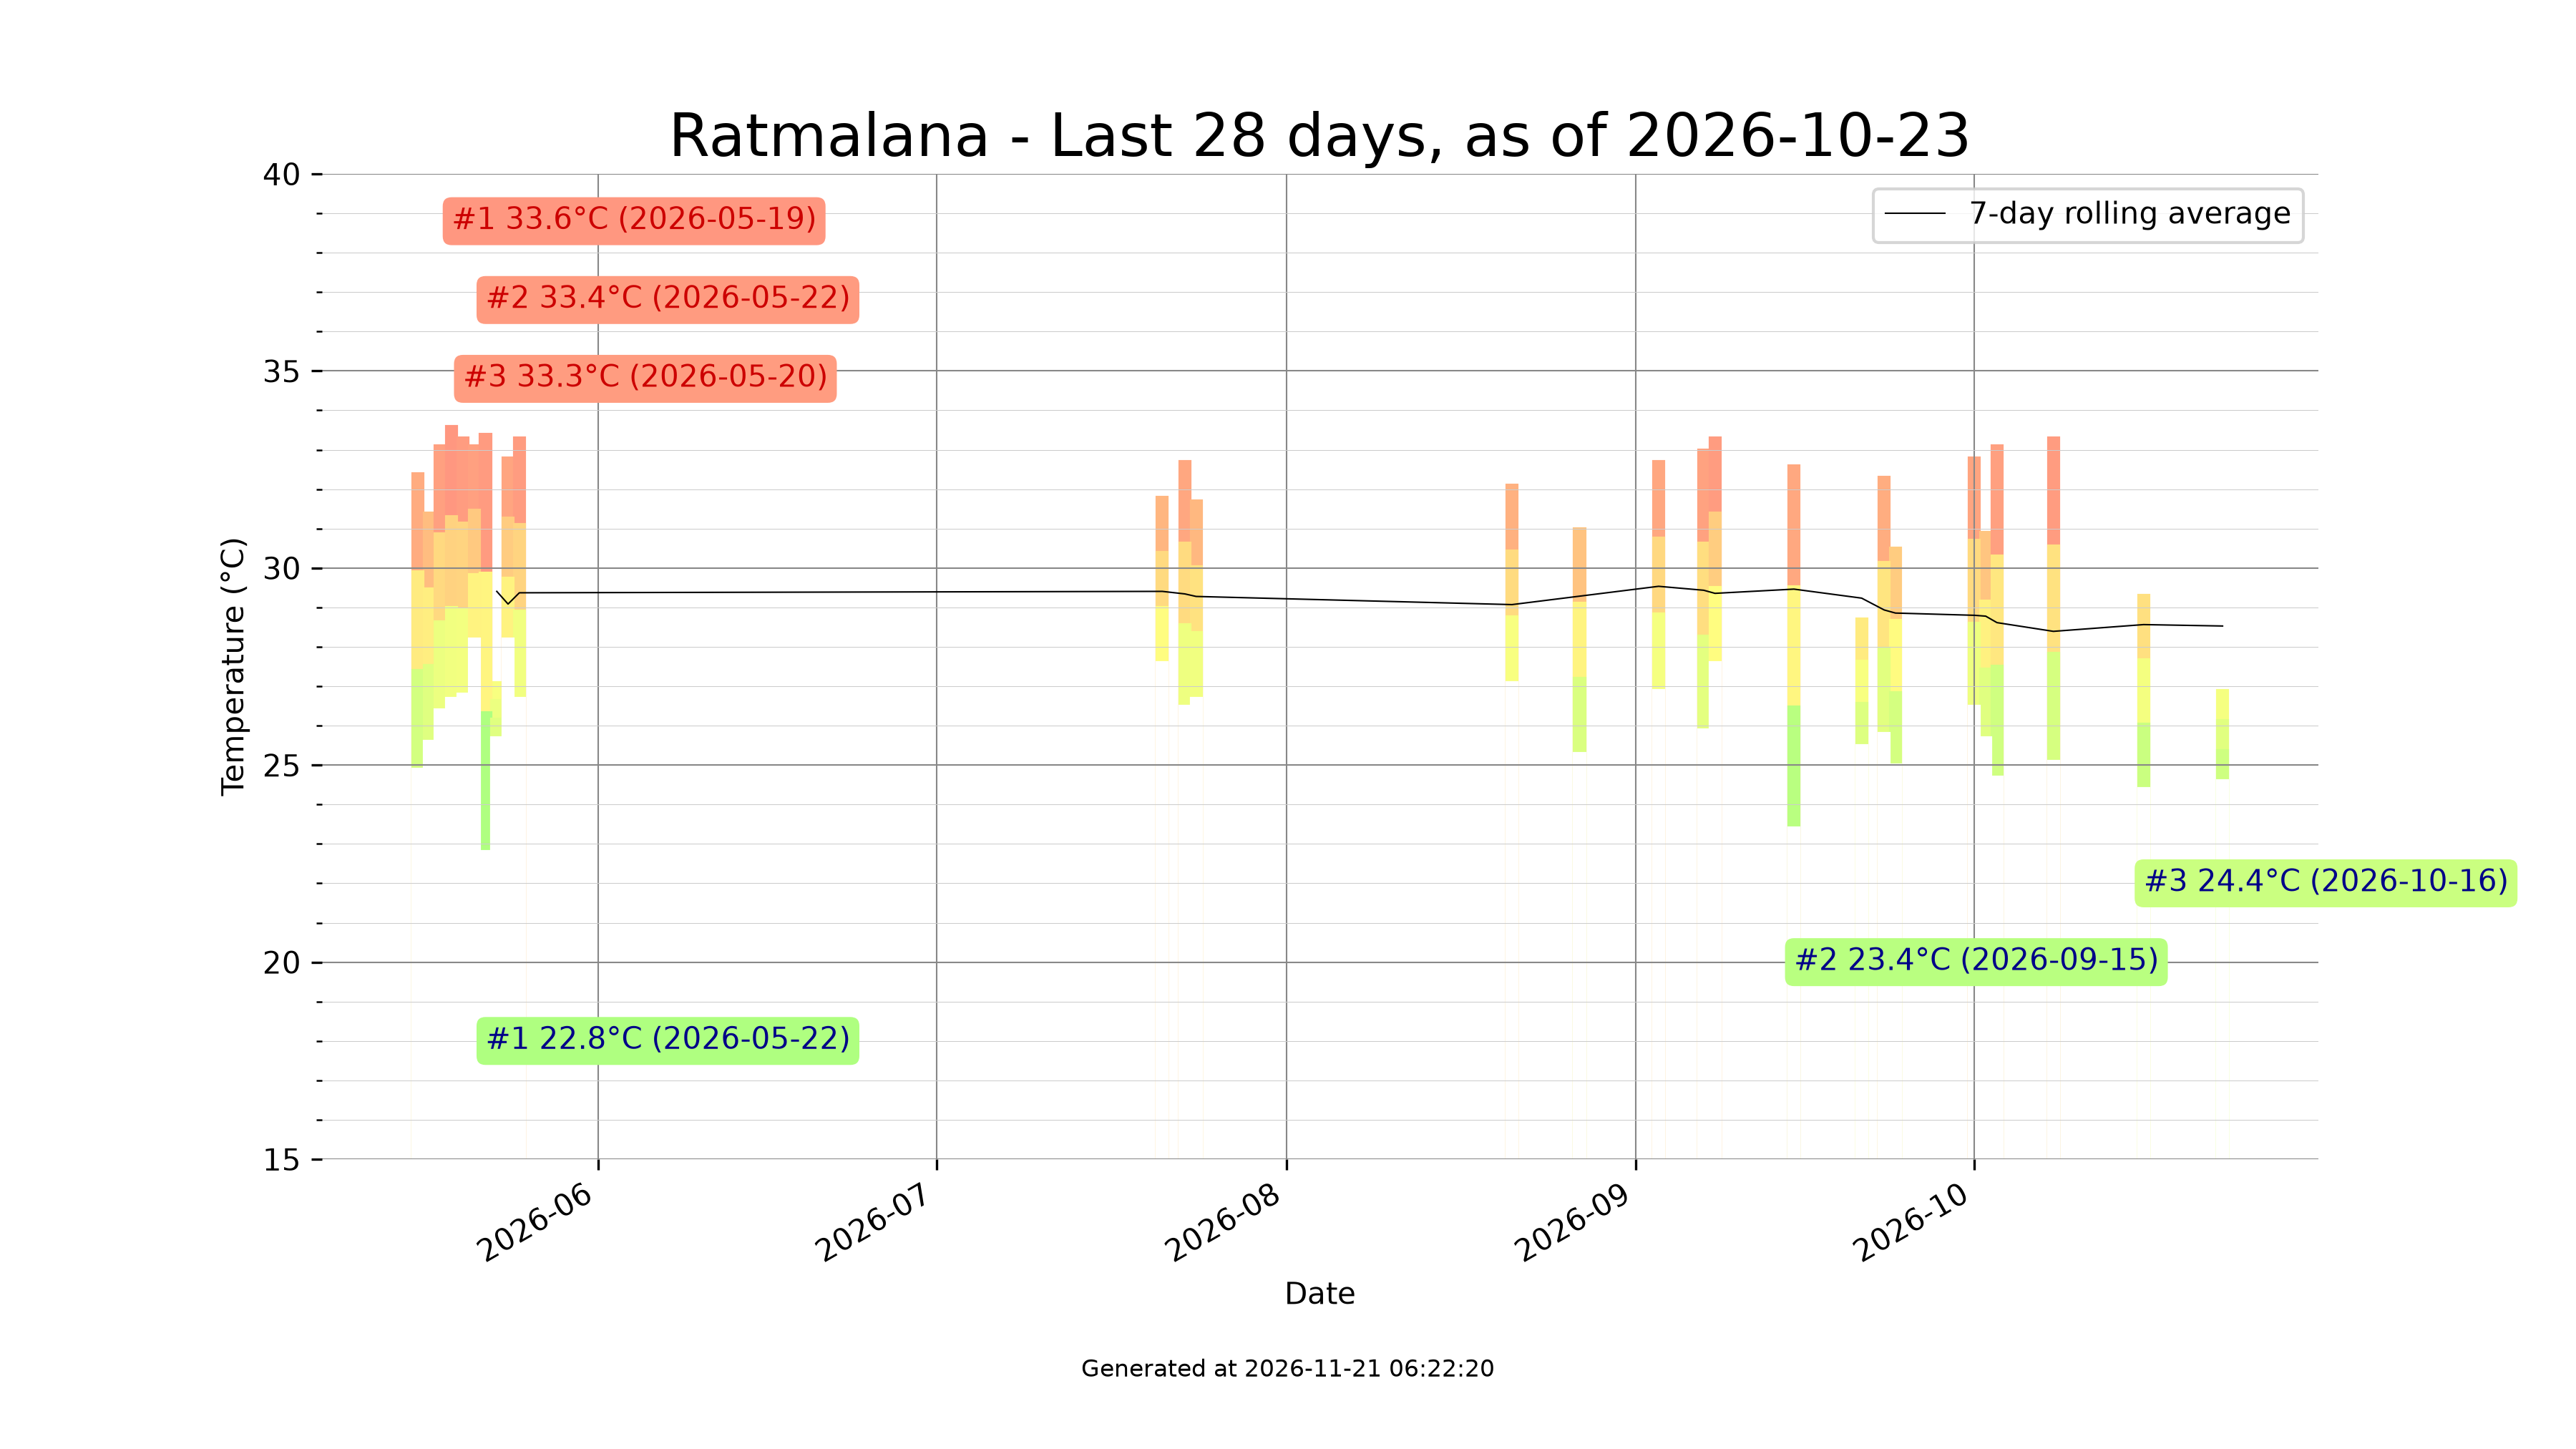 Ratmalana - Last 28 days, as of 2026-10-23
40
35
30
25
20
15
Temperature (°C)
7-day rolling average
#1 33.6°C (2026-05-19)
#2 33.4°C (2026-05-22)
#3 33.3°C (2026-05-20)
#3 24.4°C (2026-10-16)
#2 23.4°C (2026-09-15)
#1 22.8°C (2026-05-22)
2026-06
2026-07
2026-08
2026-09
2026-10
Date
Generated at 2026-11-21 06:22:20